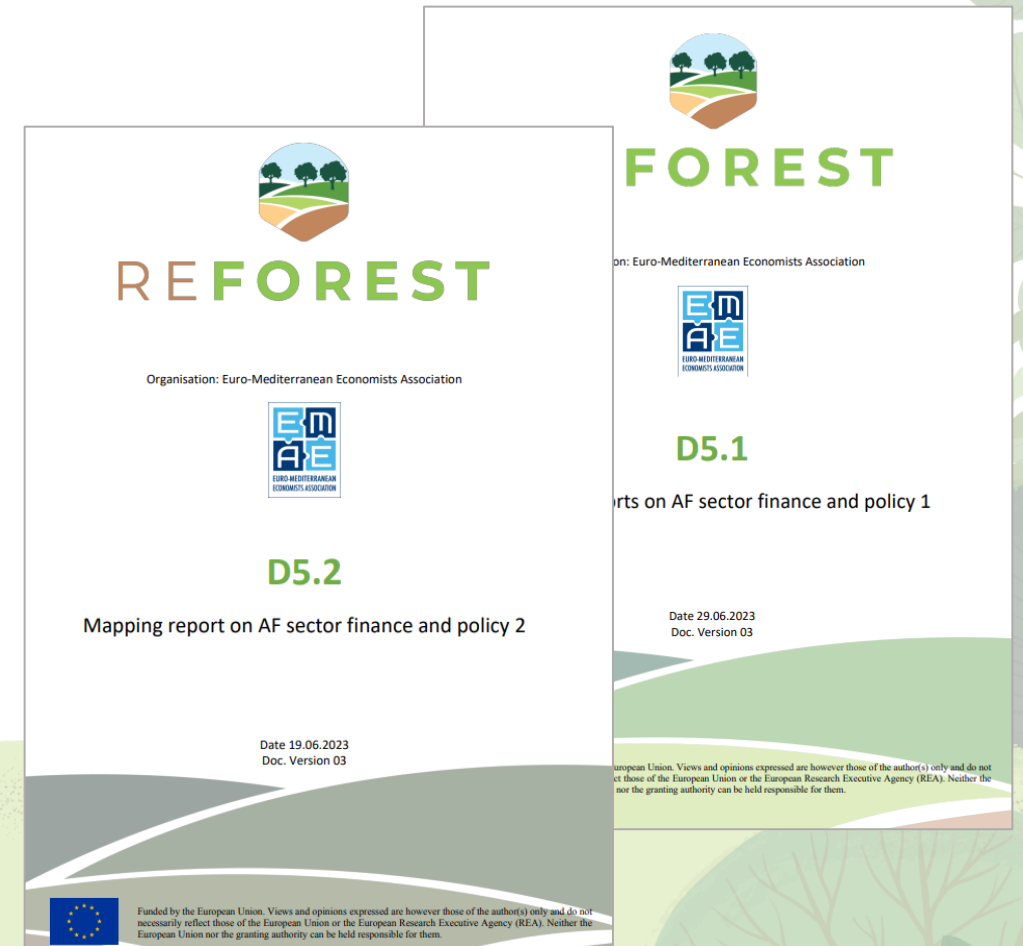 REFOREST
Organisation: Euro-Mediterranean Economists Association
EMAE
EURO-MEDITERRANEAN
ECONOMISTS ASSOCIATION
D5.2
Mapping report on AF sector finance and policy 2
Date 19.06.2023
Doc. Version 03
Funded by the European Union. Views and opinions expressed are however those of the author(s) only and do not
necessarily reflect those of the European Union or the European Research Executive Agency (REA). Neither the
European Union nor the granting authority can be held responsible for them.
FOREST
on: Euro-Mediterranean Economists Association
EMAE
EURO-MEDITERRANEAN
ECONOMISTS ASSOCIATION
D5.1
rts on AF sector finance and policy 1
Date 29.06.2023
Doc. Version 03
uropean Union. Views and opinions expressed are however those of the author(s) only and do not
ct those of the European Union or the European Research Executive Agency (REA). Neither the
nor the granting authority can be held responsible for them.